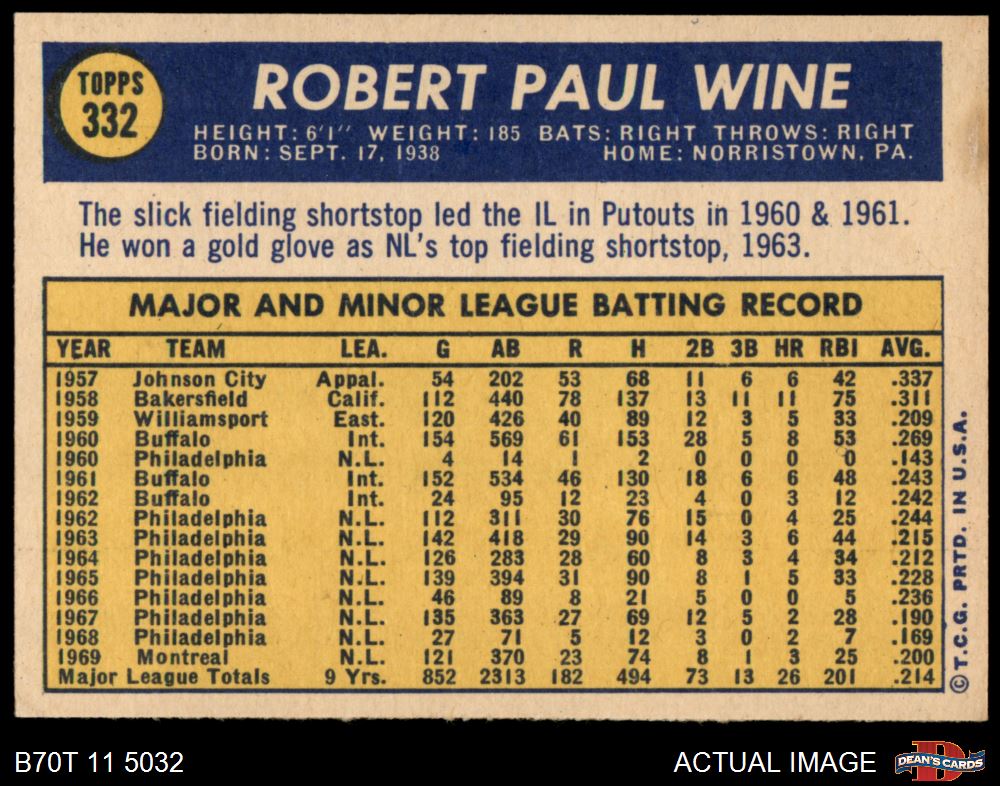 TOPPS
332
ROBERT PAUL WINE
HEIGHT: 6'1" WEIGHT: 185 BATS: RIGHT THROWS: RIGHT
BORN: SEPT. 17, 1938 HOME: NORRISTOWN, PA.
The slick fielding shortstop led the IL in Putouts in 1960 & 1961.
He won a gold glove as NL's top fielding shortstop, 1963.
MAJOR AND MINOR LEAGUE BATTING RECORD
YEAR TEAM LEA. G AB R H 2B 3B HR RBI AVG.
1957 Johnson City Appal. 54 202 53 68 11 6 6 42 .337
1958 Bakersfield Calif. 112 440 78 137 13 11 11 75 .311
1959 Williamsport East. 120 426 40 89 12 3 5 33 .209
1960 Buffalo Int. 154 569 61 153 28 5 8 53 .269
1960 Philadelphia N.L. 4 14 1 2 0 0 0 0 .143
1961 Buffalo Int. 152 534 46 130 18 6 6 48 .243
1962 Buffalo Int. 24 95 12 23 4 0 3 12 .242
1962 Philadelphia N.L. 112 311 30 76 15 0 4 25 .244
1963 Philadelphia N.L. 142 418 29 90 14 3 6 44 .215
1964 Philadelphia N.L. 126 283 28 60 8 3 4 34 .212
1965 Philadelphia N.L. 139 394 31 90 8 1 5 33 .228
1966 Philadelphia N.L. 46 89 8 21 5 0 0 5 .236
1967 Philadelphia N.L. 135 363 27 69 12 5 2 28 .190
1968 Philadelphia N.L. 27 71 5 12 3 0 2 7 .169
1969 Montreal N.L. 121 370 23 74 8 1 3 25 .200
Major League Totals 9 Yrs. 852 2313 182 494 73 13 26 201 .214
© T.C.G. PRTD. IN U.S.A.
B70T 11 5032
ACTUAL IMAGE
DEAN'S CARDS